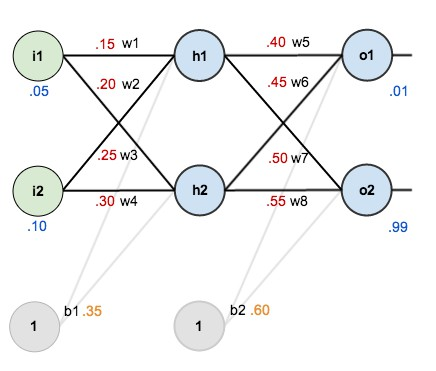 i1 .15 w1 h1 .40 w5 o1
.20 w2 .45 w6
.05 .01
.25 w3 .50 w7
i2 .30 w4 h2 .55 w8 o2
.10 .99
b1 .35 b2 .60
1 1